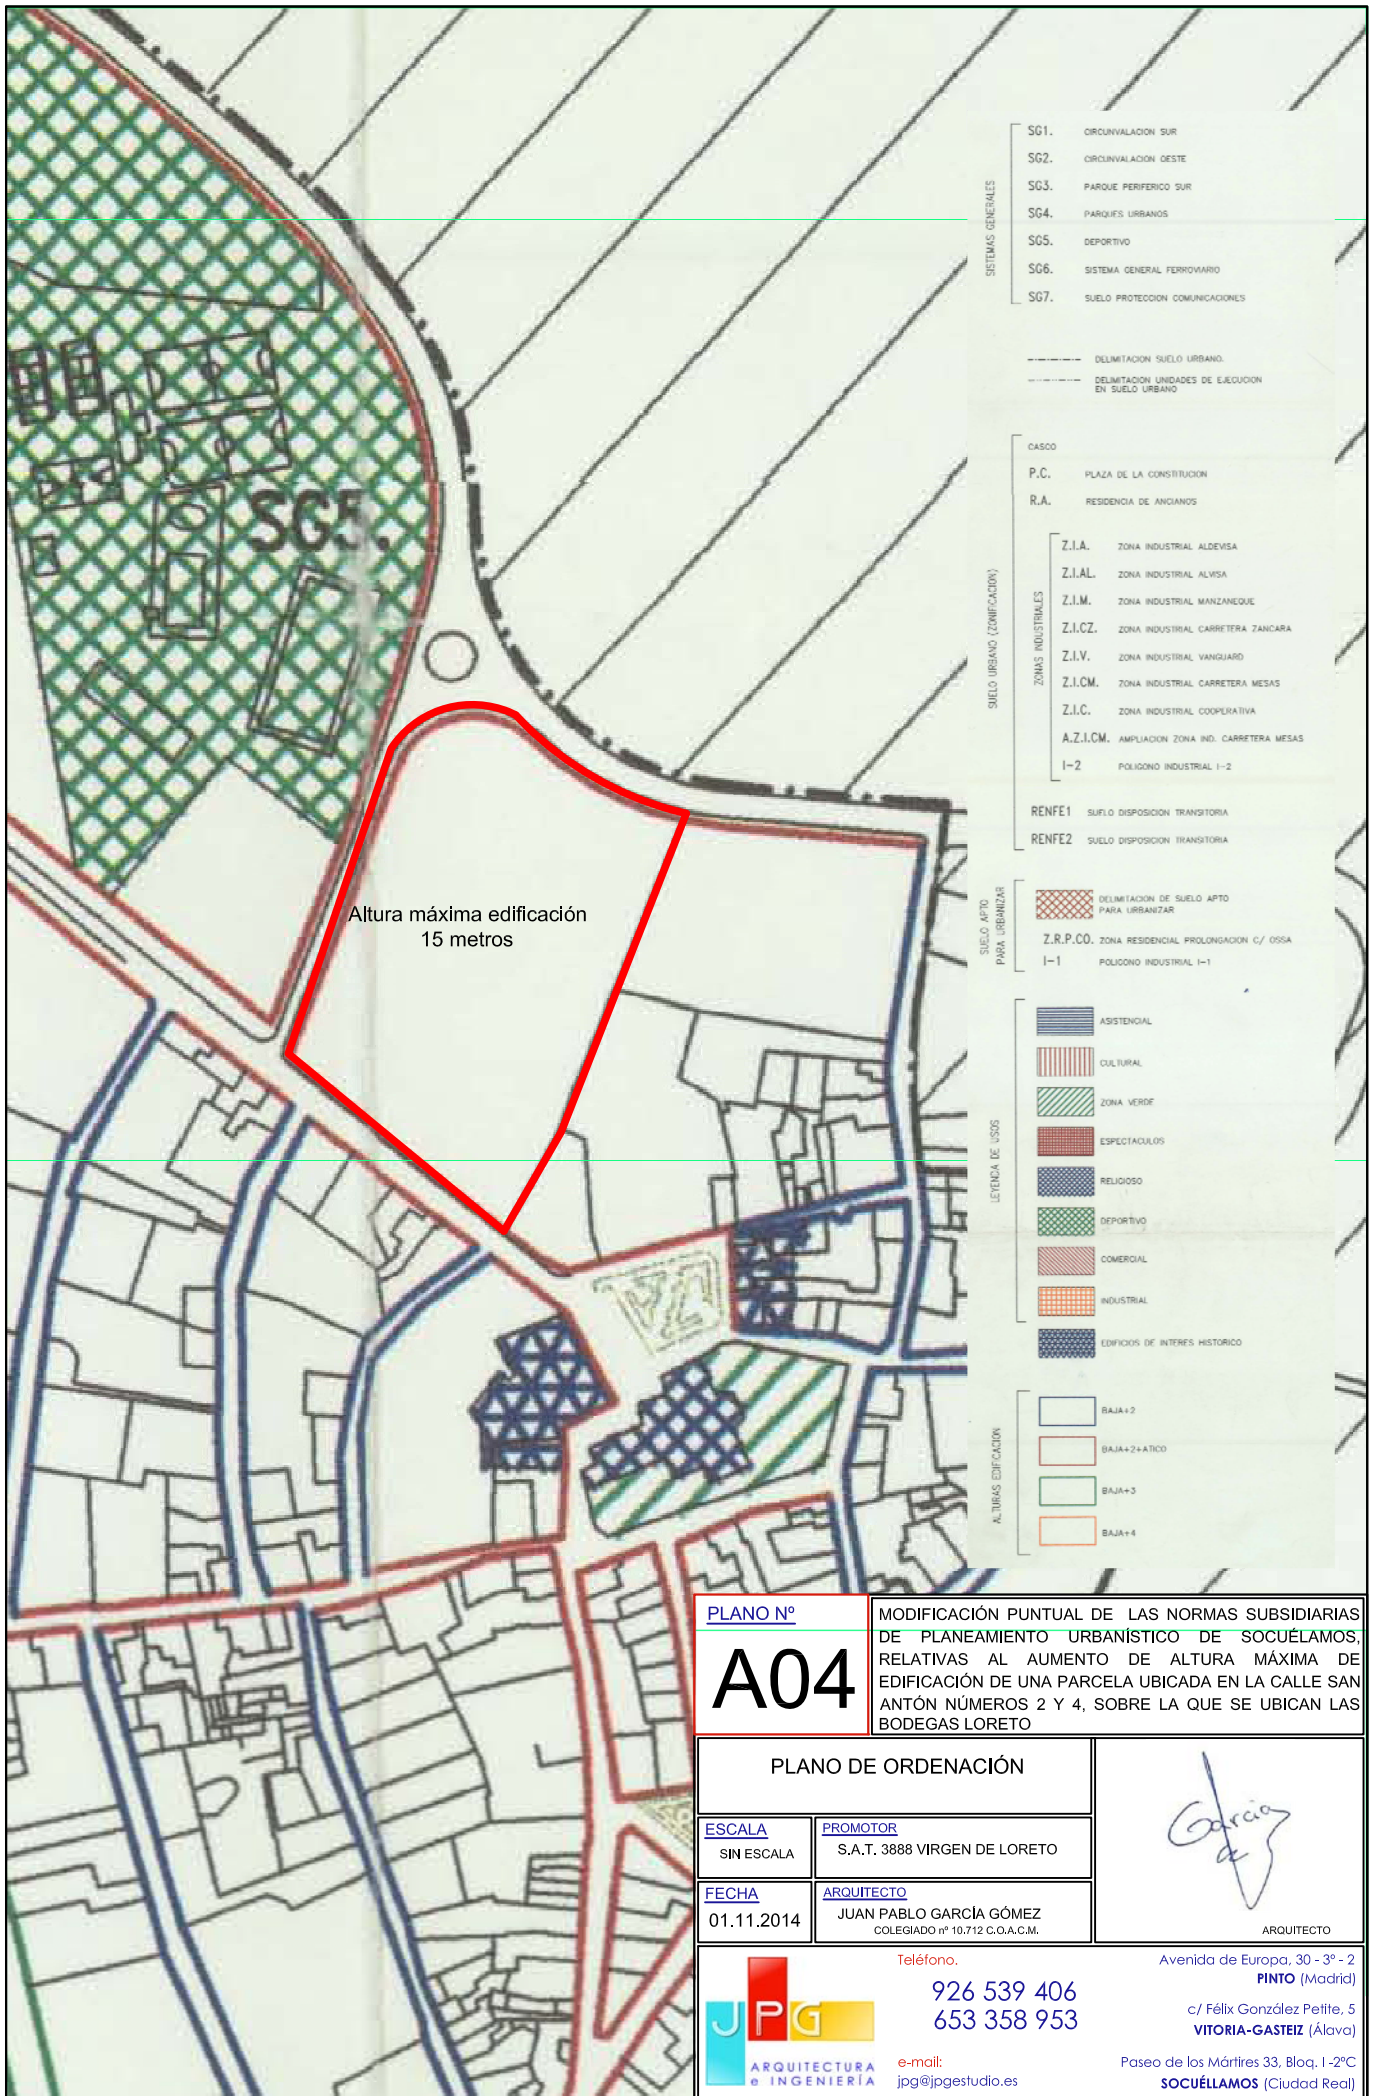 SISTEMAS GENERALES
SG1. CIRCUNVALACION SUR
SG2. CIRCUNVALACION OESTE
SG3. PARQUE PERIFERICO SUR
SG4. PARQUES URBANOS
SG5. DEPORTIVO
SG6. SISTEMA GENERAL FERROVIARIO
SG7. SUELO PROTECCION COMUNICACIONES
DELIMITACION SUELO URBANO.
DELIMITACION UNIDADES DE EJECUCION
EN SUELO URBANO
SUELO URBANO (ZONIFICACION)
CASCO
P.C. PLAZA DE LA CONSTITUCION
R.A. RESIDENCIA DE ANCIANOS
ZONAS INDUSTRIALES
Z.I.A. ZONA INDUSTRIAL ALDEVISA
Z.I.AL. ZONA INDUSTRIAL ALVISA
Z.I.M. ZONA INDUSTRIAL MANZANEQUE
Z.I.CZ. ZONA INDUSTRIAL CARRETERA ZANCARA
Z.I.V. ZONA INDUSTRIAL VANGUARD
Z.I.CM. ZONA INDUSTRIAL CARRETERA MESAS
Z.I.C. ZONA INDUSTRIAL COOPERATIVA
A.Z.I.CM. AMPLIACION ZONA IND. CARRETERA MESAS
I-2 POLIGONO INDUSTRIAL I-2
RENFE1 SUELO DISPOSICION TRANSITORIA
RENFE2 SUELO DISPOSICION TRANSITORIA
SUELO APTO
PARA URBANIZAR
DELIMITACION DE SUELO APTO
PARA URBANIZAR
Z.R.P.CO. ZONA RESIDENCIAL PROLONGACION C/ OSSA
I-1 POLIGONO INDUSTRIAL I-1
LEYENDA DE USOS
ASISTENCIAL
CULTURAL
ZONA VERDE
ESPECTACULOS
RELIGIOSO
DEPORTIVO
COMERCIAL
INDUSTRIAL
EDIFICIOS DE INTERES HISTORICO
ALTURAS EDIFICACION
BAJA+2
BAJA+2+ATICO
BAJA+3
BAJA+4
SG5.
Altura máxima edificación
15 metros
PLANO Nº
A04
MODIFICACIÓN PUNTUAL DE LAS NORMAS SUBSIDIARIAS
DE PLANEAMIENTO URBANÍSTICO DE SOCUÉLAMOS,
RELATIVAS AL AUMENTO DE ALTURA MÁXIMA DE
EDIFICACIÓN DE UNA PARCELA UBICADA EN LA CALLE SAN
ANTÓN NÚMEROS 2 Y 4, SOBRE LA QUE SE UBICAN LAS
BODEGAS LORETO
PLANO DE ORDENACIÓN
ESCALA
SIN ESCALA
PROMOTOR
S.A.T. 3888 VIRGEN DE LORETO
FECHA
01.11.2014
ARQUITECTO
JUAN PABLO GARCÍA GÓMEZ
COLEGIADO nº 10.712 C.O.A.C.M.
García
ARQUITECTO
JPG
ARQUITECTURA
e INGENIERÍA
Teléfono.
926 539 406
653 358 953
e-mail:
jpg@jpgestudio.es
Avenida de Europa, 30 - 3º - 2
PINTO (Madrid)
c/ Félix González Petite, 5
VITORIA-GASTEIZ (Álava)
Paseo de los Mártires 33, Bloq. I -2ºC
SOCUÉLLAMOS (Ciudad Real)